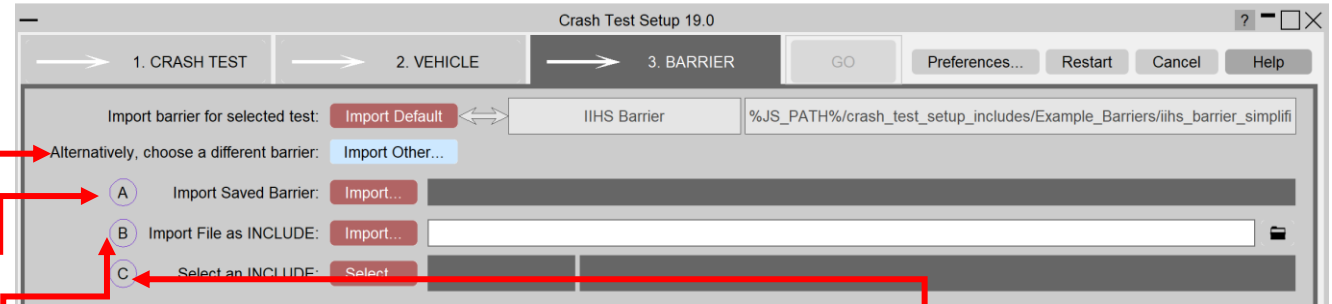 Crash Test Setup 19.0 ?
1. CRASH TEST 2. VEHICLE 3. BARRIER GO Preferences... Restart Cancel Help
Import barrier for selected test: Import Default IIHS Barrier %JS_PATH%/crash_test_setup_includes/Example_Barriers/iihs_barrier_simplifi
Alternatively, choose a different barrier: Import Other...
A Import Saved Barrier: Import...
B Import File as INCLUDE: Import...
C Select an INCLUDE: Select...